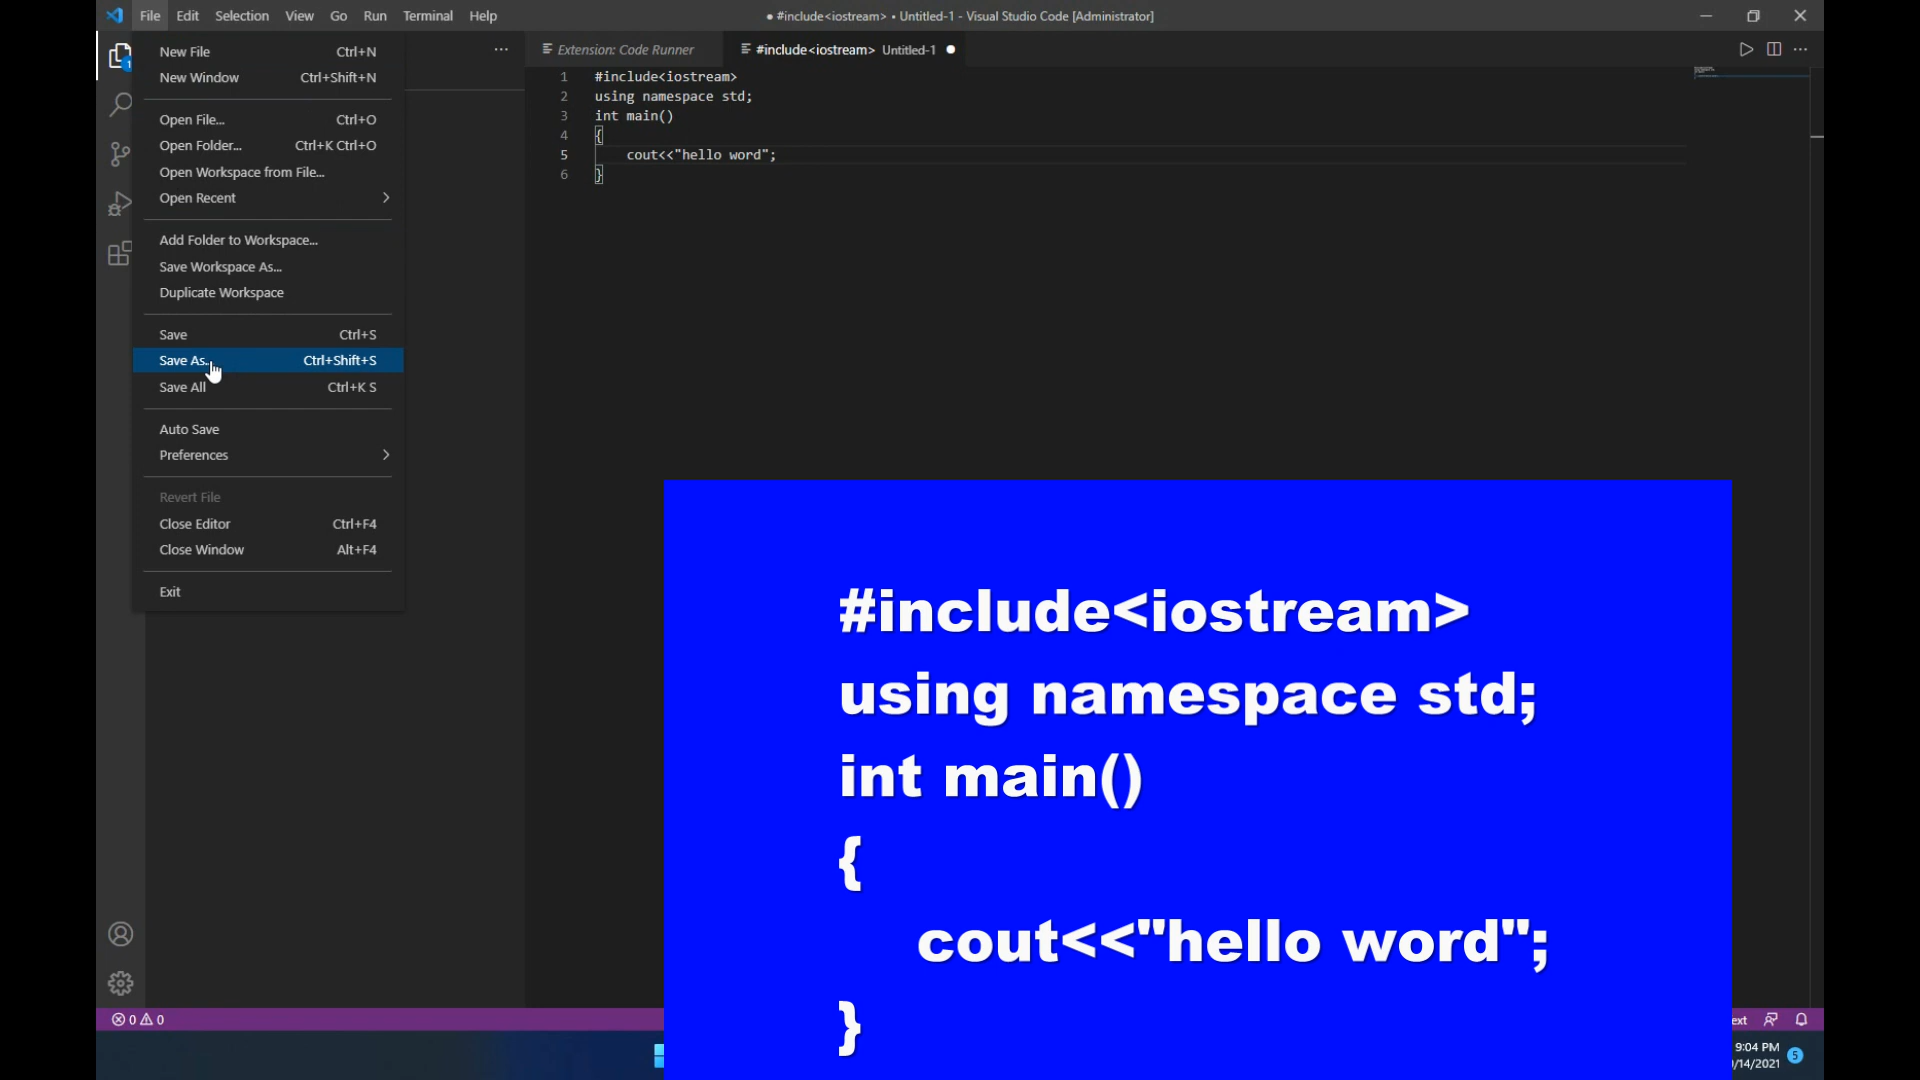 File Edit Selection View Go Run Terminal Help
● #include<iostream> • Untitled-1 - Visual Studio Code [Administrator]
1
New File Ctrl+N
New Window Ctrl+Shift+N
Open File... Ctrl+O
Open Folder... Ctrl+K Ctrl+O
Open Workspace from File...
Open Recent
Add Folder to Workspace...
Save Workspace As...
Duplicate Workspace
Save Ctrl+S
Save As... Ctrl+Shift+S
Save All Ctrl+K S
Auto Save
Preferences
Revert File
Close Editor Ctrl+F4
Close Window Alt+F4
Exit
Extension: Code Runner
#include<iostream> Untitled-1 ●
1 #include<iostream>
2 using namespace std;
3 int main()
4 {
5 cout<<"hello word";
6 }
#include<iostream>
using namespace std;
int main()
{
cout<<"hello word";
}
0 0
ext
9:04 PM
/14/2021
5